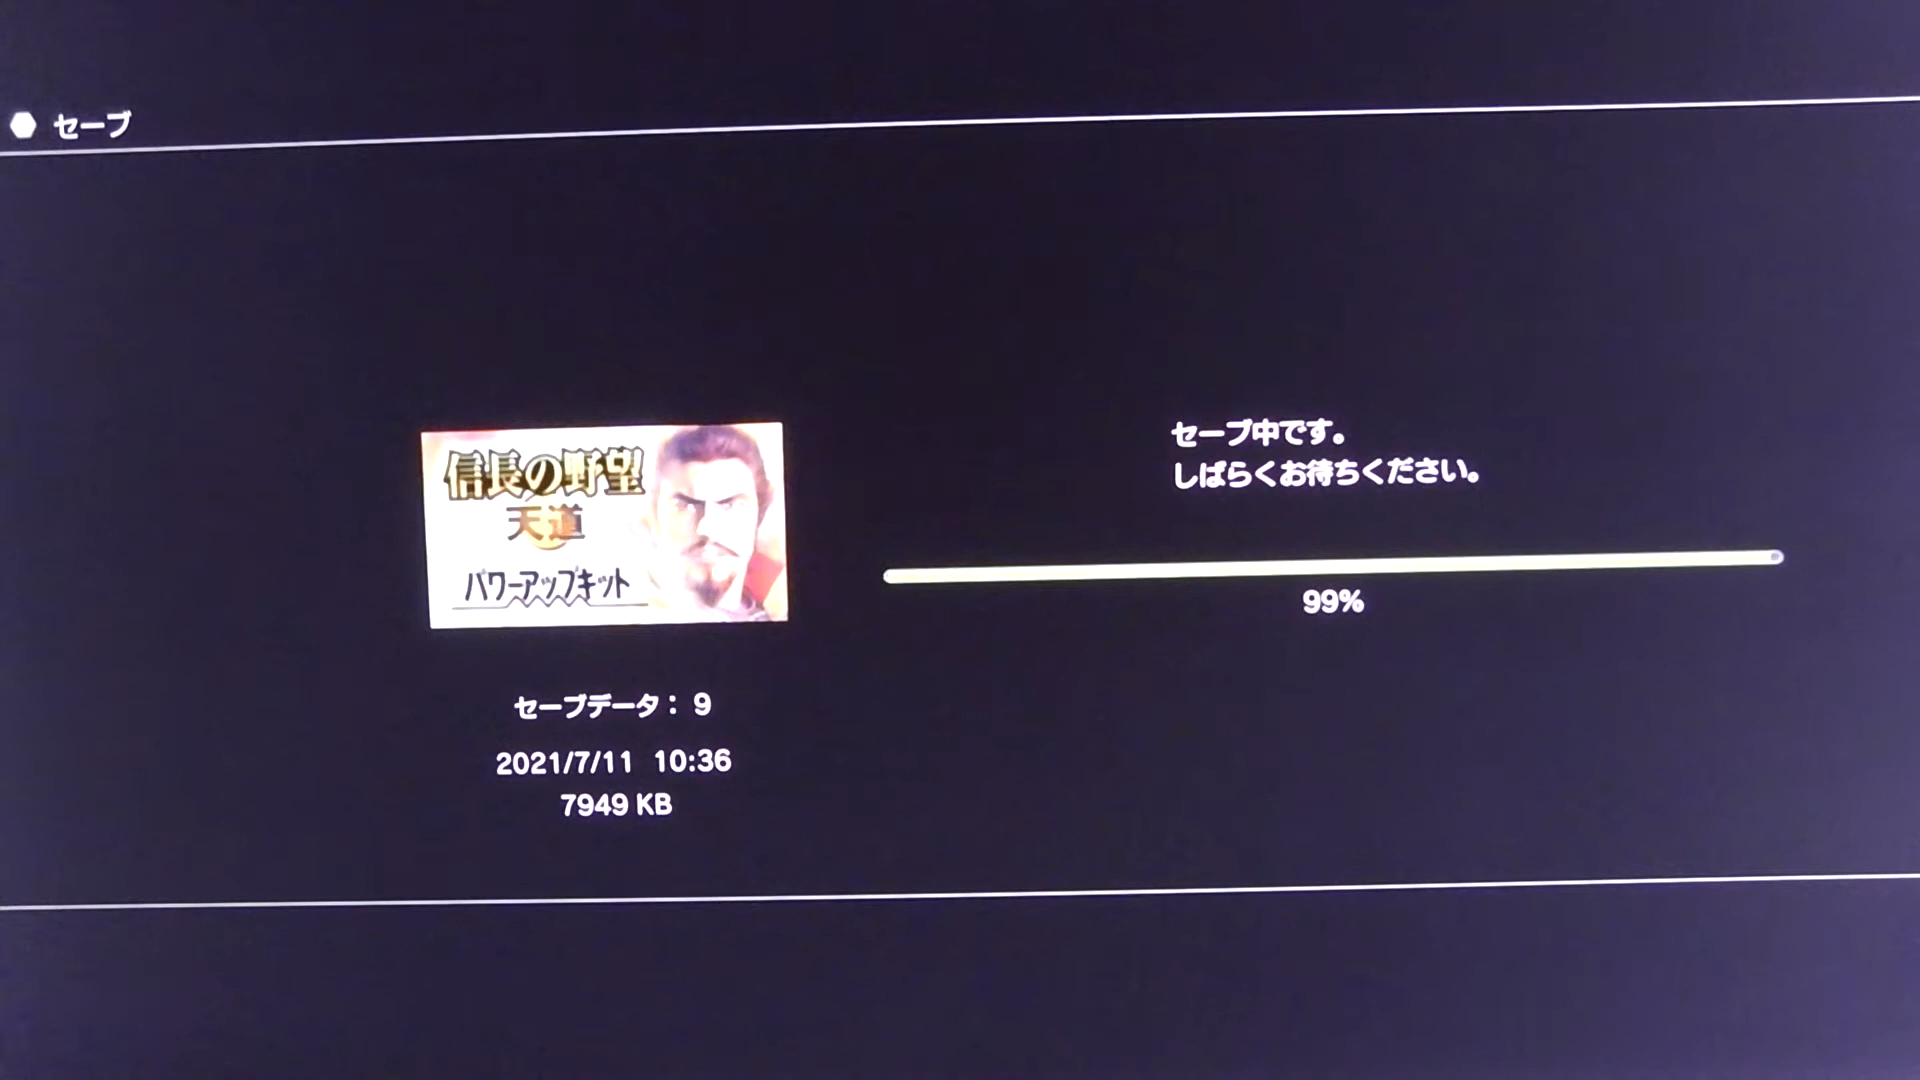 セーブ
信長の野望
天道
パワーアップキット
セーブ中です。
しばらくお待ちください。
99%
セーブデータ： 9
2021/7/11 10:36
7949 KB